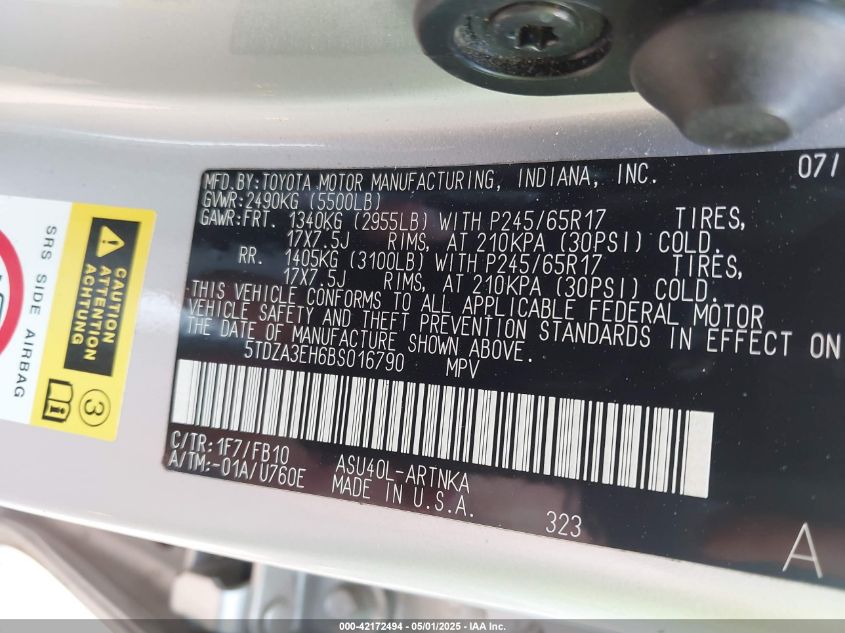 MFD.BY:TOYOTA MOTOR MANUFACTURING, INDIANA, INC. 07/
GVWR:2490KG (5500LB)
GAWR:FRT. 1340KG (2955LB) WITH P245/65R17 TIRES,
17X7.5J RIMS, AT 210KPA (30PSI) COLD.
RR. 1405KG (3100LB) WITH P245/65R17 TIRES,
17X7.5J RIMS, AT 210KPA (30PSI) COLD.
THIS VEHICLE CONFORMS TO ALL APPLICABLE FEDERAL MOTOR
VEHICLE SAFETY AND THEFT PREVENTION STANDARDS IN EFFECT ON
THE DATE OF MANUFACTURE SHOWN ABOVE.
5TDZA3EH6BS016790 MPV
C/TR:1F7/FB10 ASU40L-ARTNKA
A/TM:-01A/U760E MADE IN U.S.A.
323
A
SRS SIDE AIRBAG
CAUTION
ATTENTION
ACHTUNG
3
000-42172494 - 05/01/2025 - IAA Inc.